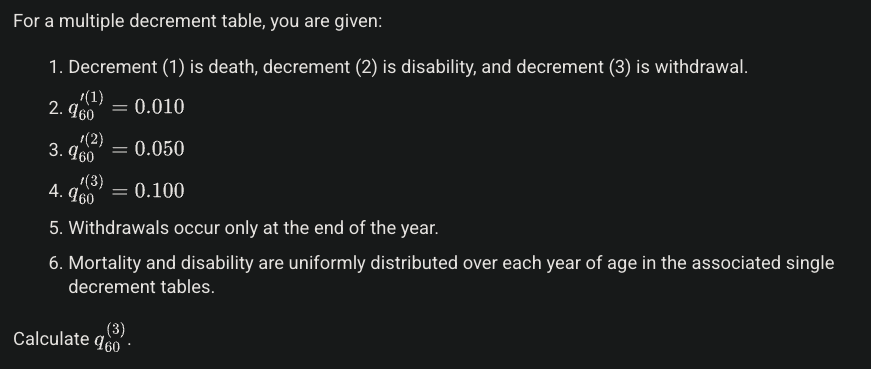 For a multiple decrement table, you are given:
1. Decrement (1) is death, decrement (2) is disability, and decrement (3) is withdrawal.
2. $q_{60}^{\prime(1)} = 0.010$
3. $q_{60}^{\prime(2)} = 0.050$
4. $q_{60}^{\prime(3)} = 0.100$
5. Withdrawals occur only at the end of the year.
6. Mortality and disability are uniformly distributed over each year of age in the associated single
decrement tables.
Calculate $q_{60}^{(3)}$.